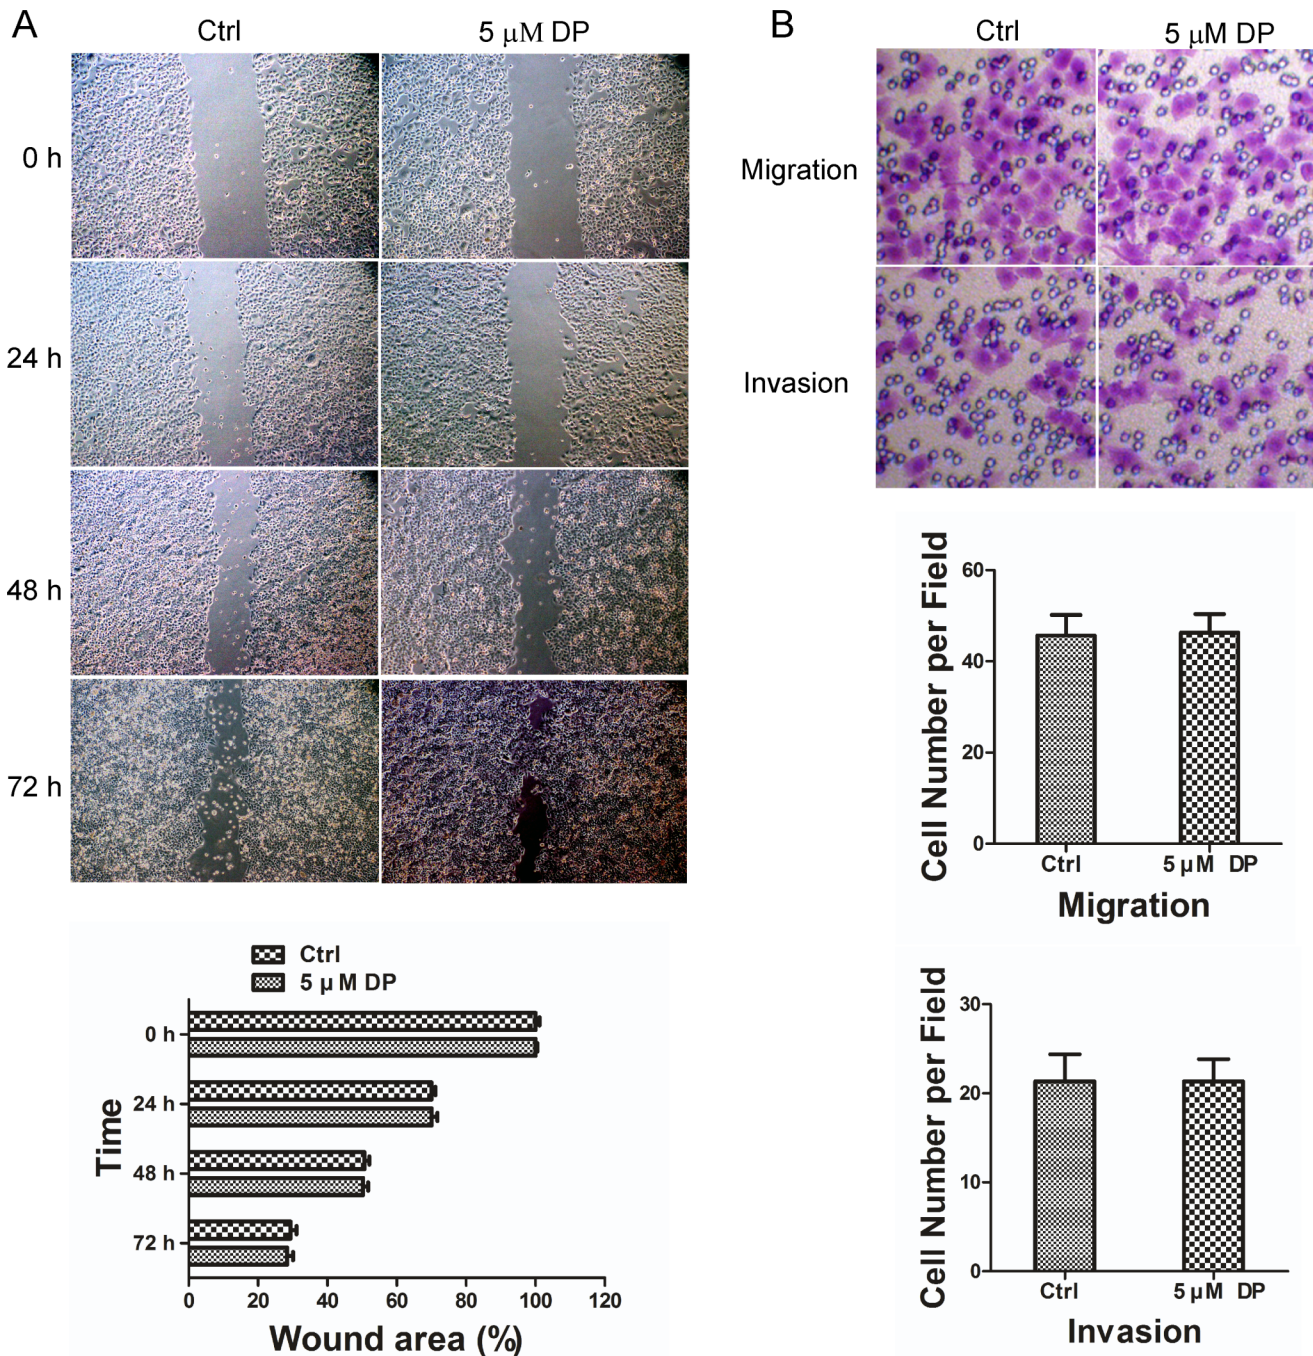 A
Ctrl
5 μM DP
0 h
24 h
48 h
72 h
Ctrl
5 μ M DP
Time
0 h
24 h
48 h
72 h
0
20
40
60
80
100
120
Wound area (%)
B
Ctrl
5 μM DP
Migration
Invasion
Cell Number per Field
60
40
20
0
Ctrl
5 μM DP
Migration
Cell Number per Field
30
20
10
0
Ctrl
5 μM DP
Invasion